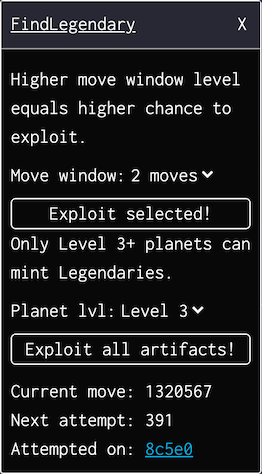 FindLegendary X
Higher move window level
equals higher chance to
exploit.
Move window: 2 moves
Exploit selected!
Only Level 3+ planets can
mint Legendaries.
Planet lvl: Level 3
Exploit all artifacts!
Current move: 1320567
Next attempt: 391
Attempted on: 8c5e0